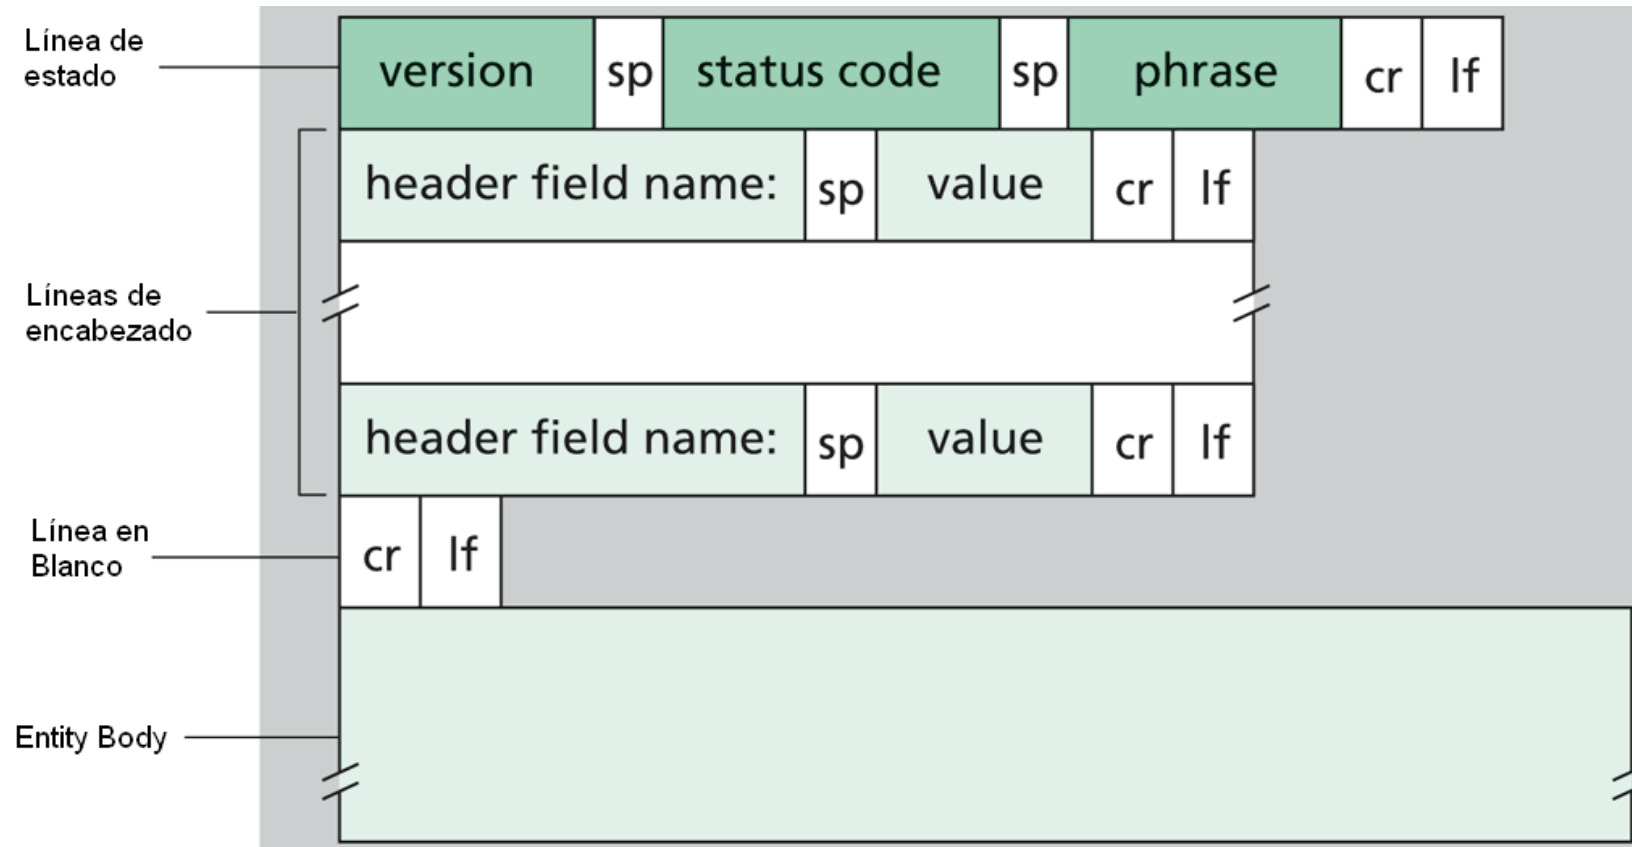 Línea de
estado
version sp status code sp phrase cr lf
header field name: sp value cr lf
Líneas de
encabezado
header field name: sp value cr lf
Línea en
Blanco
cr lf
Entity Body